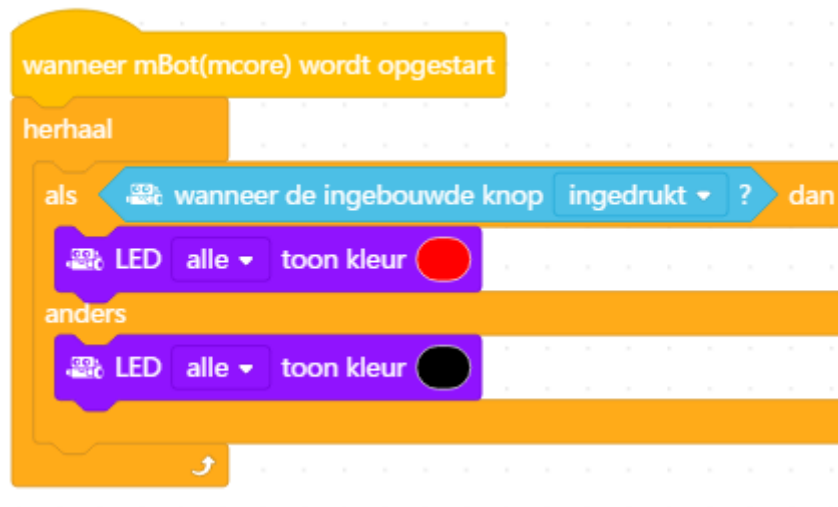 wanneer mBot(mcore) wordt opgestart
herhaal
als wanneer de ingebouwde knop ingedrukt ? dan
LED alle toon kleur
anders
LED alle toon kleur